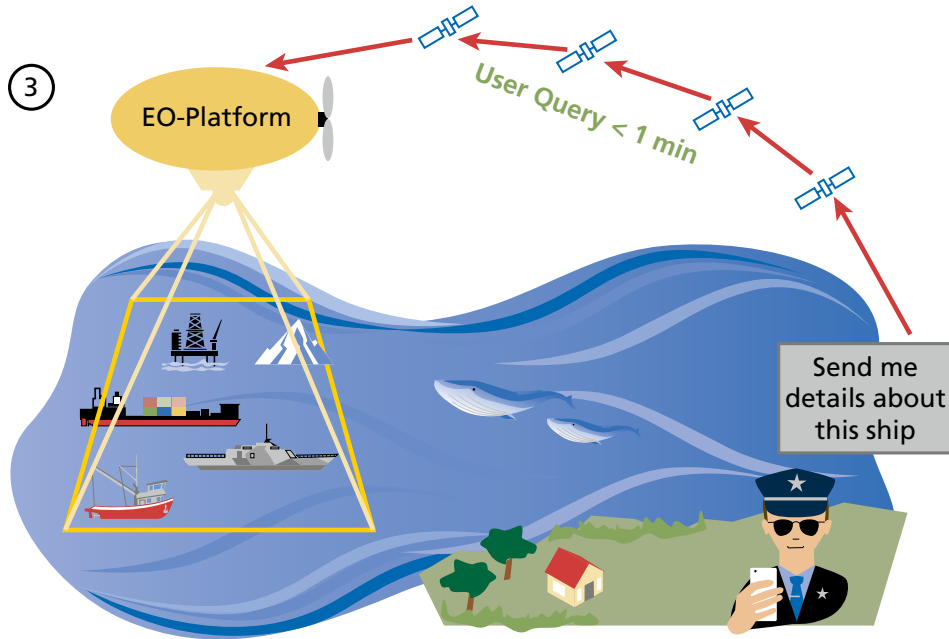 3
EO-Platform
User Query < 1 min
Send me
details about
this ship